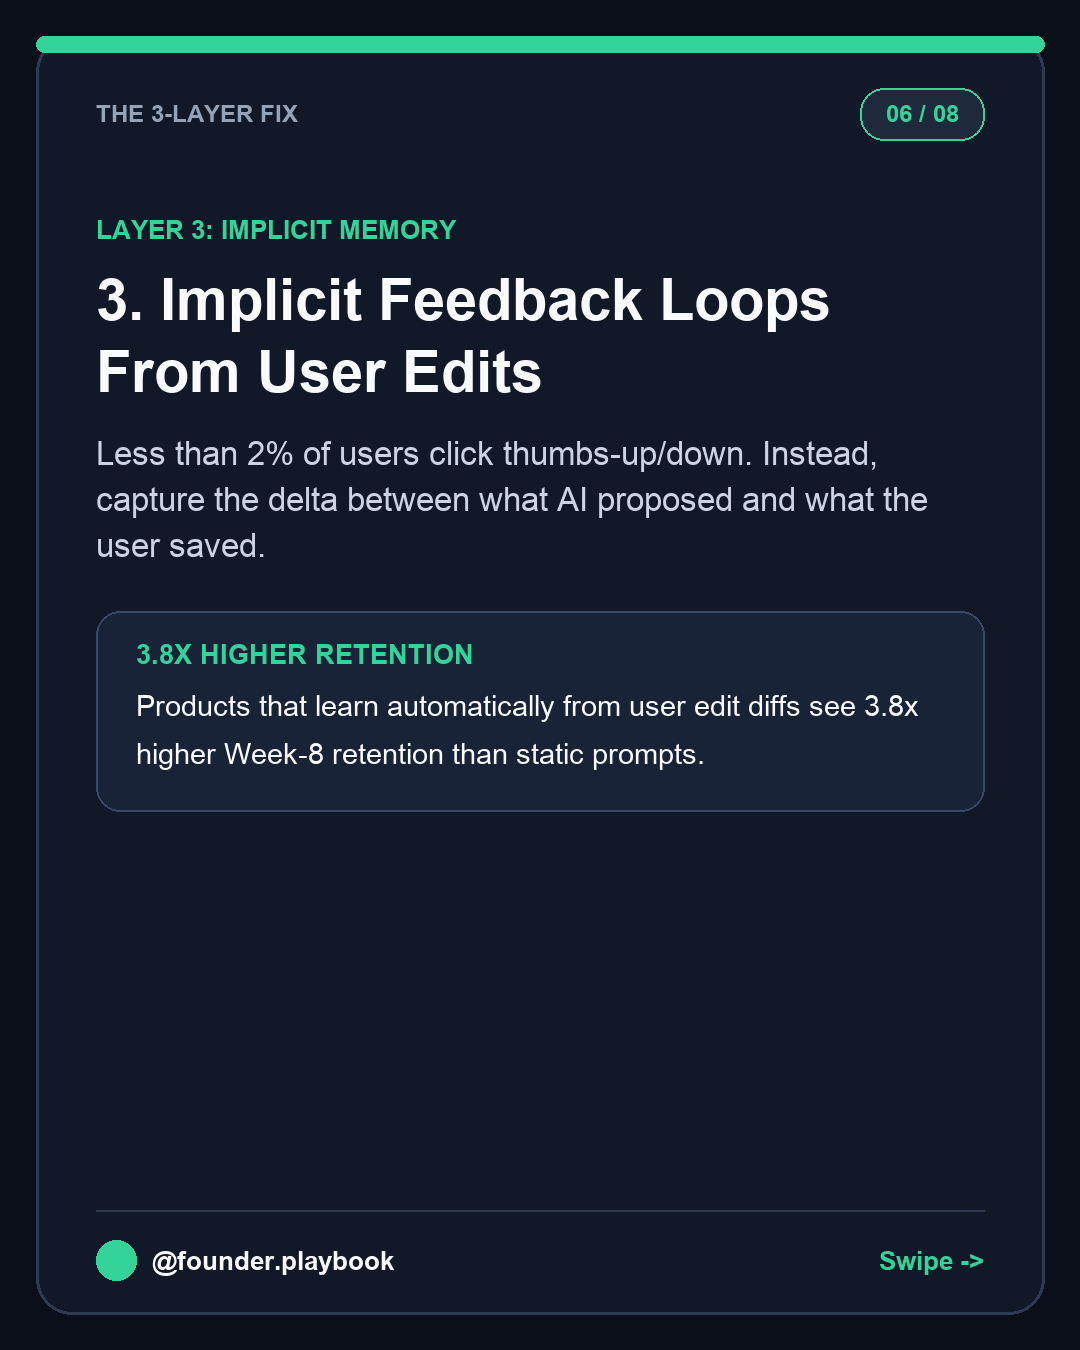 THE 3-LAYER FIX
06 / 08
LAYER 3: IMPLICIT MEMORY
3. Implicit Feedback Loops
From User Edits
Less than 2% of users click thumbs-up/down. Instead,
capture the delta between what AI proposed and what the
user saved.
3.8X HIGHER RETENTION
Products that learn automatically from user edit diffs see 3.8x
higher Week-8 retention than static prompts.
@founder.playbook
Swipe ->